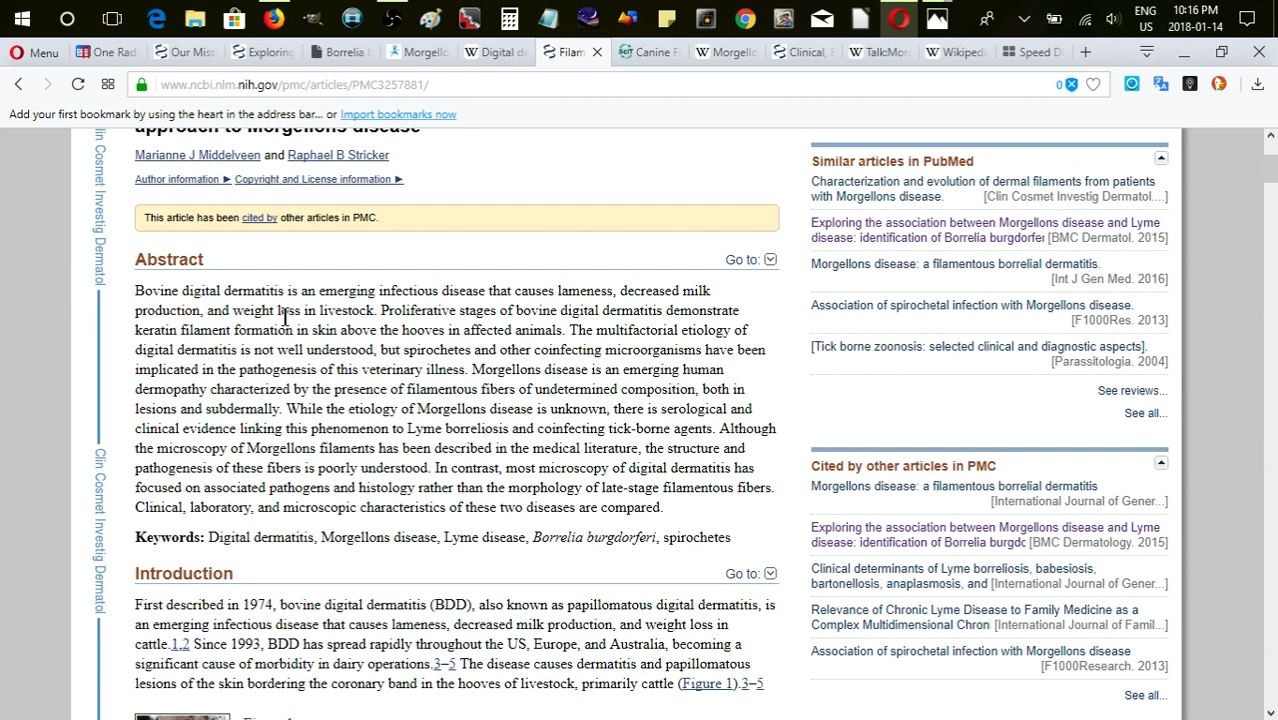 ENG
10:16 PM
US
2018-01-14
Menu
One Rad
Our Miss
Exploring
Borrelia b
Morgello
Digital de
Filam
Canine F
Morgello
Clinical, E
TalkMor
Wikipedi
Speed D
www.ncbi.nlm.nih.gov/pmc/articles/PMC3257881/
0
Add your first bookmark by using the heart in the address bar... or Import bookmarks now
approach to Morgellons disease
Marianne J Middelveen and Raphael B Stricker
Author information ► Copyright and License information ►
This article has been cited by other articles in PMC.
Abstract
Go to:
Bovine digital dermatitis is an emerging infectious disease that causes lameness, decreased milk
production, and weight loss in livestock. Proliferative stages of bovine digital dermatitis demonstrate
keratin filament formation in skin above the hooves in affected animals. The multifactorial etiology of
digital dermatitis is not well understood, but spirochetes and other coinfecting microorganisms have been
implicated in the pathogenesis of this veterinary illness. Morgellons disease is an emerging human
dermopathy characterized by the presence of filamentous fibers of undetermined composition, both in
lesions and subdermally. While the etiology of Morgellons disease is unknown, there is serological and
clinical evidence linking this phenomenon to Lyme borreliosis and coinfecting tick-borne agents. Although
the microscopy of Morgellons filaments has been described in the medical literature, the structure and
pathogenesis of these fibers is poorly understood. In contrast, most microscopy of digital dermatitis has
focused on associated pathogens and histology rather than the morphology of late-stage filamentous fibers.
Clinical, laboratory, and microscopic characteristics of these two diseases are compared.
Keywords: Digital dermatitis, Morgellons disease, Lyme disease, Borrelia burgdorferi, spirochetes
Introduction
Go to:
First described in 1974, bovine digital dermatitis (BDD), also known as papillomatous digital dermatitis, is
an emerging infectious disease that causes lameness, decreased milk production, and weight loss in
cattle.1,2 Since 1993, BDD has spread rapidly throughout the US, Europe, and Australia, becoming a
significant cause of morbidity in dairy operations.3–5 The disease causes dermatitis and papillomatous
lesions of the skin bordering the coronary band in the hooves of livestock, primarily cattle (Figure 1).3–5
lin Cosmet Investig Dermatol
Clin Cosmet Investig Dermatol
Similar articles in PubMed
Characterization and evolution of dermal filaments from patients
with Morgellons disease. [Clin Cosmet Investig Dermatol....]
Exploring the association between Morgellons disease and Lyme
disease: identification of Borrelia burgdorfer [BMC Dermatol. 2015]
Morgellons disease: a filamentous borrelial dermatitis.
[Int J Gen Med. 2016]
Association of spirochetal infection with Morgellons disease.
[F1000Res. 2013]
[Tick borne zoonosis: selected clinical and diagnostic aspects].
[Parassitologia. 2004]
See reviews...
See all...
Cited by other articles in PMC
Morgellons disease: a filamentous borrelial dermatitis
[International Journal of Gener...]
Exploring the association between Morgellons disease and Lyme
disease: identification of Borrelia burgdc [BMC Dermatology. 2015]
Clinical determinants of Lyme borreliosis, babesiosis,
bartonellosis, anaplasmosis, and [International Journal of Gener...]
Relevance of Chronic Lyme Disease to Family Medicine as a
Complex Multidimensional Chron [International Journal of Famil...]
Association of spirochetal infection with Morgellons disease
[F1000Research. 2013]
See all...